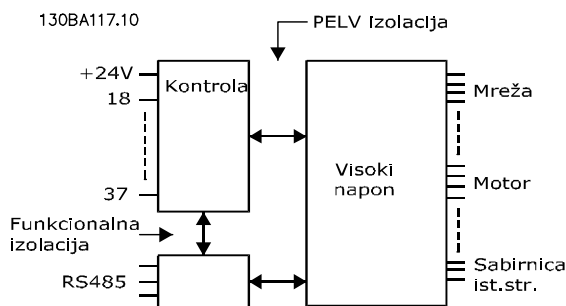 130BA117.10
PELV izolacija
+24V
Kontrola
18
Mreža
Visoki
napon
37
Motor
Funkcionalna
izolacija
RS485
Sabirnica
ist.str.